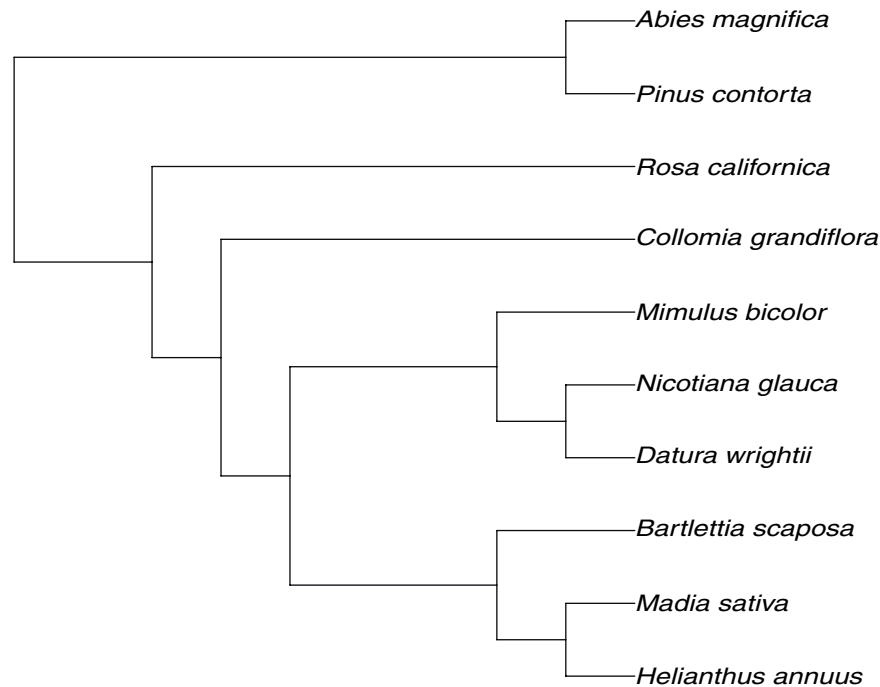 Abies magnifica
Pinus contorta
Rosa californica
Collomia grandiflora
Mimulus bicolor
Nicotiana glauca
Datura wrightii
Bartlettia scaposa
Madia sativa
Helianthus annuus